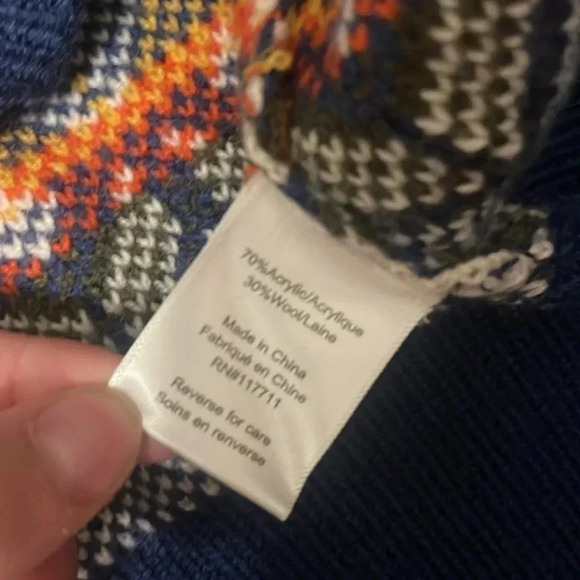 70%Acrylic/Acrylique
30%Wool/Laine
Made in China
Fabriqué en Chine
RN#117711
Reverse for care
Soins en renverse